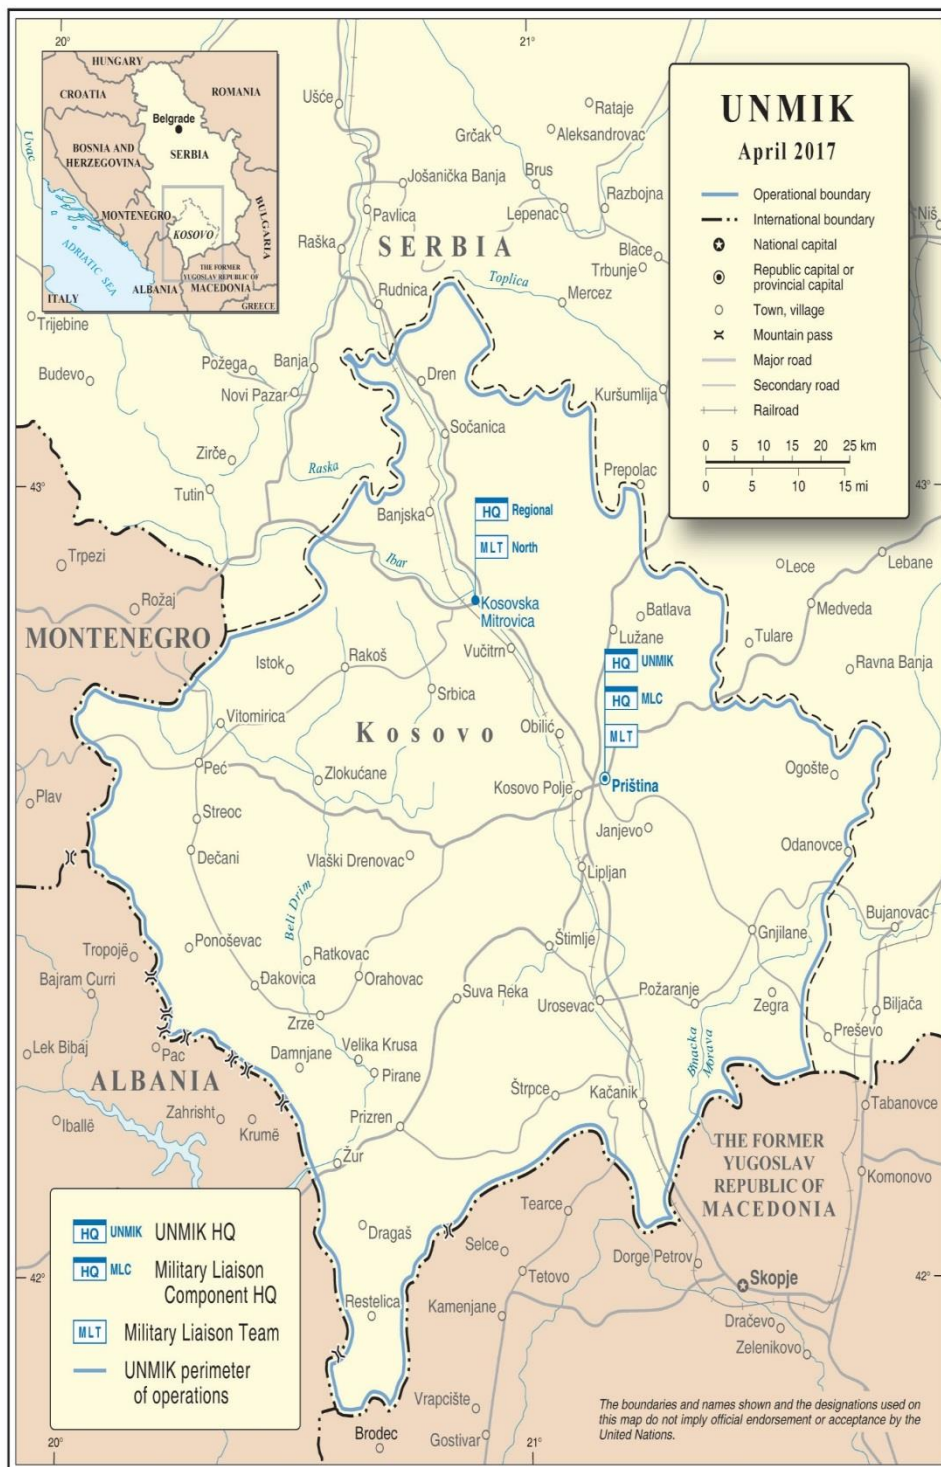 20°
21°
HUNGARY
CROATIA
ROMANIA
Belgrade
BOSNIA AND
HERZEGOVINA
SERBIA
MONTENEGRO
KOSOVO
BULGARIA
ADRIATIC SEA
THE FORMER
YUGOSLAV REPUBLIC OF
MACEDONIA
ALBANIA
ITALY
GREECE
Uvac
UNMIK
April 2017
Operational boundary
International boundary
National capital
Republic capital or
provincial capital
Town, village
Mountain pass
Major road
Secondary road
Railroad
0 5 10 15 20 25 km
0 5 10 15 mi
Ušće
Rataje
Grčak
Aleksandrovac
Jošanička Banja
Brus
Pavlica
Lepenac
Razbojna
Niš
Raška
SERBIA
Blace
Trbunje
Toplica
Rudnica
Mercez
Trijebine
Požega
Banja
Budevo
Dren
Novi Pazar
Kuršumlija
Sočanica
Zirče
Raska
Prepolac
43°
43°
Tutin
Banjska
HQ Regional
MLT North
Trpezi
Ibar
Lece
Lebane
Rožaj
Kosovska
Mitrovica
Batlava
Medveda
MONTENEGRO
Lužane
Vučitrn
Tulare
Istok
Rakoš
HQ UNMIK
Ravna Banja
Srbica
HQ MLC
Vitomirica
Kosovo
Obilić
MLT
Peć
Zlokućane
Ogošte
Priština
Kosovo Polje
Plav
Streoc
Janjevo
Dečani
Vlaški Drenovac
Odanovce
Lipljan
Beli Drim
Bujanovac
Ponoševac
Gnjilane
Tropojë
Štimlje
Ratkovac
Bajram Curri
Đakovica
Orahovac
Suva Reka
Urosevac
Požaranje
Zegra
Biljača
Zrze
Preševo
Lek Bibaj
Pac
Damnjane
Velika Krusa
Binacka
Morava
ALBANIA
Pirane
Štrpce
Kačanik
Iballë
Zahrisht
Krumë
Prizren
Tabanovce
THE FORMER
YUGOSLAV
REPUBLIC OF
MACEDONIA
Žur
Komonovo
Tearce
Dragaš
Selce
Dorge Petrov
42°
42°
Tetovo
Skopje
Restelica
Kamenjane
Dračevo
Zelenikovo
Vrapcište
Gostivar
Brodec
HQ UNMIK UNMIK HQ
HQ MLC Military Liaison
Component HQ
MLT Military Liaison Team
UNMIK perimeter
of operations
The boundaries and names shown and the designations used on
this map do not imply official endorsement or acceptance by the
United Nations.
20°
21°